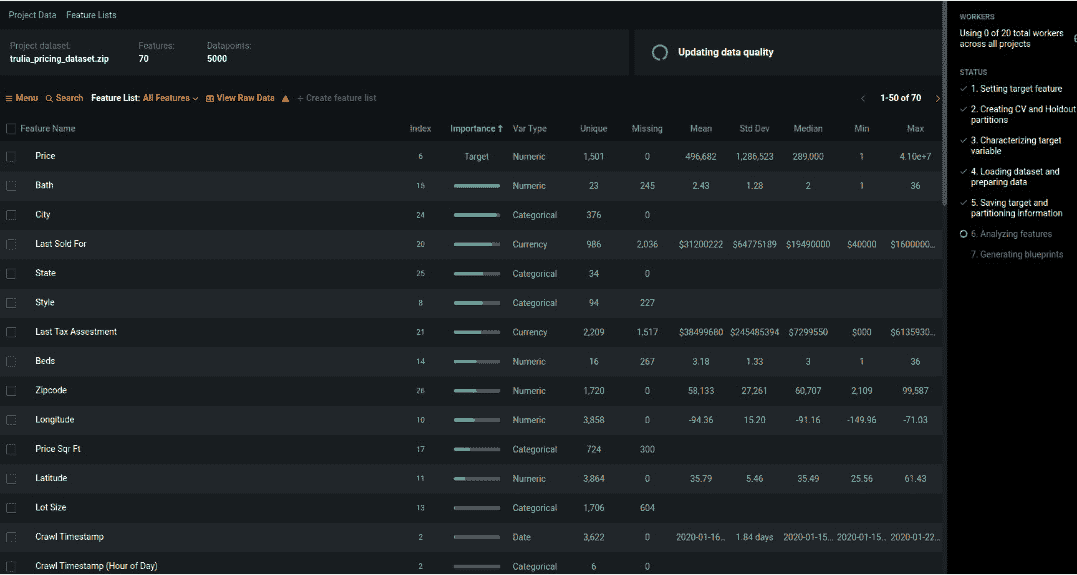 Project Data Feature Lists
Project dataset: Features: Datapoints:
trulia_pricing_dataset.zip 70 5000
Updating data quality
Menu Search Feature List: All Features View Raw Data + Create feature list 1-50 of 70
Feature Name Index Importance Var Type Unique Missing Mean Std Dev Median Min Max
Price 6 Target Numeric 1,501 0 496,682 1,286,523 289,000 1 4.10e+7
Bath 15 Numeric 23 245 2.43 1.28 2 1 36
City 24 Categorical 376 0
Last Sold For 20 Currency 986 2,036 $31200222 $64775189 $19490000 $40000 $1600000...
State 25 Categorical 34 0
Style 8 Categorical 94 227
Last Tax Assestment 21 Currency 2,209 1,517 $38499680 $245485394 $7299550 $000 $6135930...
Beds 14 Numeric 16 267 3.18 1.33 3 1 36
Zipcode 26 Numeric 1,720 0 58,133 27,261 60,707 2,109 99,587
Longitude 10 Numeric 3,858 0 -94.36 15.20 -91.16 -149.96 -71.03
Price Sqr Ft 17 Categorical 724 300
Latitude 11 Numeric 3,864 0 35.79 5.46 35.49 25.56 61.43
Lot Size 13 Categorical 1,706 604
Crawl Timestamp 2 Date 3,622 0 2020-01-16... 1.84 days 2020-01-15... 2020-01-15... 2020-01-22...
Crawl Timestamp (Hour of Day) 2 Categorical 6 0
WORKERS
Using 0 of 20 total workers
across all projects
STATUS
1. Setting target feature
2. Creating CV and Holdout
partitions
3. Characterizing target
variable
4. Loading dataset and
preparing data
5. Saving target and
partitioning information
6. Analyzing features
7. Generating blueprints